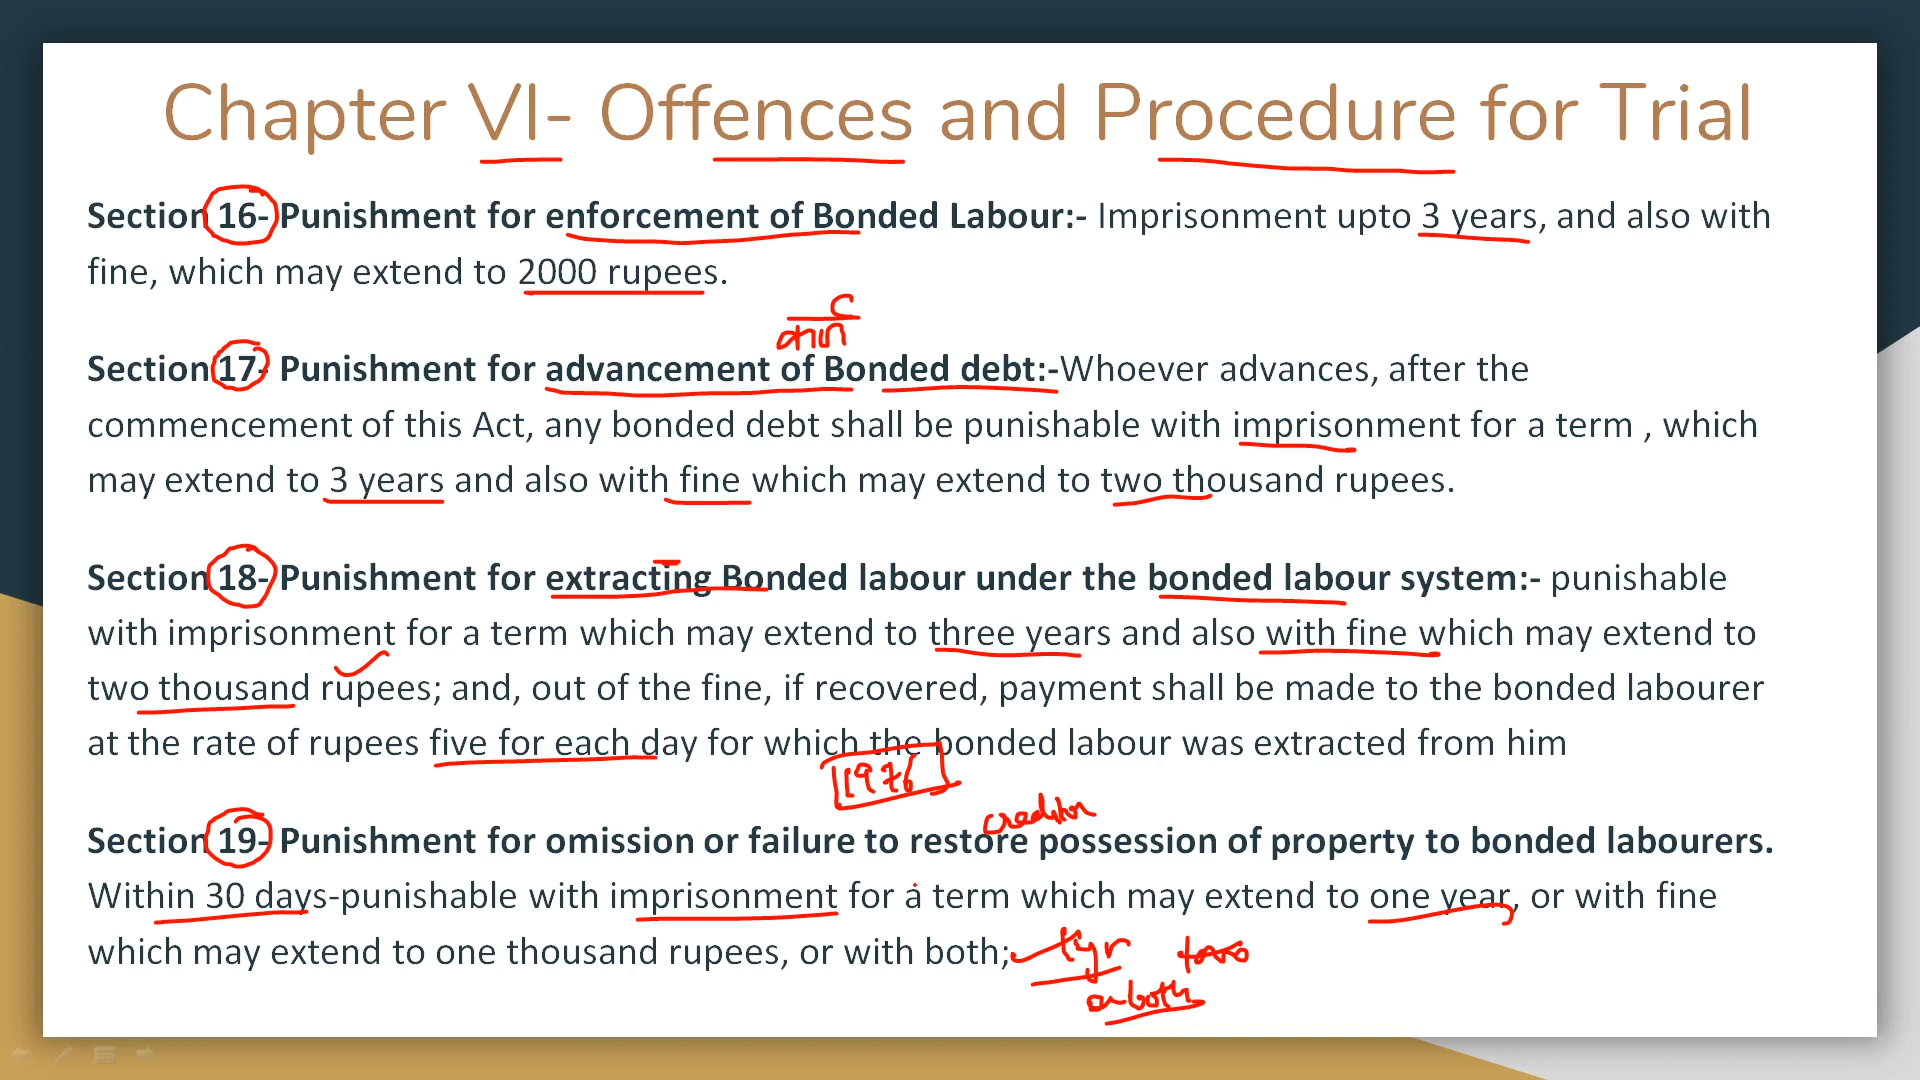 Chapter VI- Offences and Procedure for Trial
Section 16- Punishment for enforcement of Bonded Labour:- Imprisonment upto 3 years, and also with
fine, which may extend to 2000 rupees.
C
Section 17- Punishment for advancement of Bonded debt:-Whoever advances, after the
commencement of this Act, any bonded debt shall be punishable with imprisonment for a term , which
may extend to 3 years and also with fine which may extend to two thousand rupees.
Section 18- Punishment for extracting Bonded labour under the bonded labour system:- punishable
with imprisonment for a term which may extend to three years and also with fine which may extend to
two thousand rupees; and, out of the fine, if recovered, payment shall be made to the bonded labourer
at the rate of rupees five for each day for which the bonded labour was extracted from him
1976
creditor
Section 19- Punishment for omission or failure to restore possession of property to bonded labourers.
Within 30 days-punishable with imprisonment for a term which may extend to one year, or with fine
which may extend to one thousand rupees, or with both;
or both